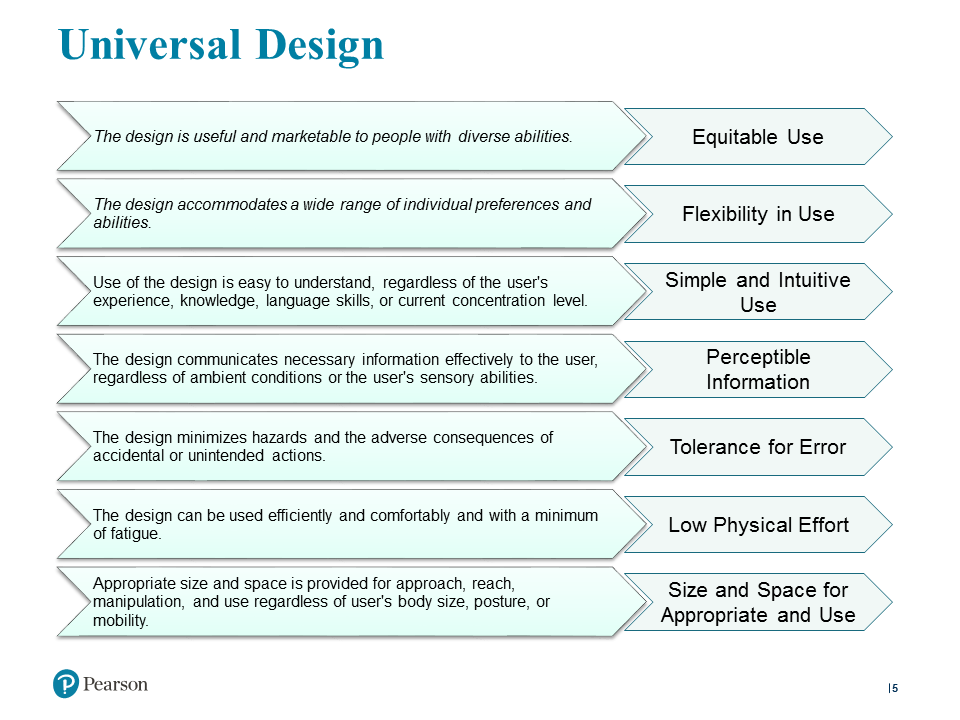 Universal Design
The design is useful and marketable to people with diverse abilities.
Equitable Use
The design accommodates a wide range of individual preferences and
abilities.
Flexibility in Use
Use of the design is easy to understand, regardless of the user's
experience, knowledge, language skills, or current concentration level.
Simple and Intuitive
Use
The design communicates necessary information effectively to the user,
regardless of ambient conditions or the user's sensory abilities.
Perceptible
Information
The design minimizes hazards and the adverse consequences of
accidental or unintended actions.
Tolerance for Error
The design can be used efficiently and comfortably and with a minimum
of fatigue.
Low Physical Effort
Appropriate size and space is provided for approach, reach,
manipulation, and use regardless of user's body size, posture, or
mobility.
Size and Space for
Appropriate and Use
P Pearson
|5